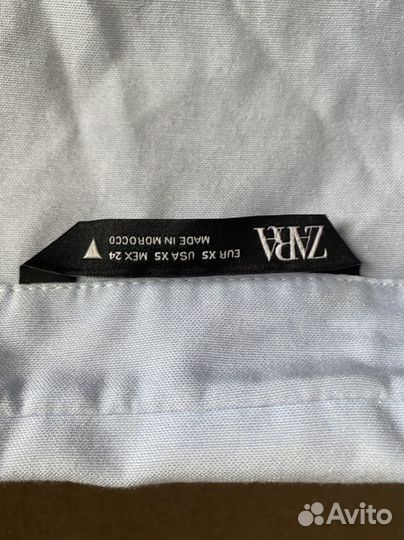 ZARA
EUR XS USA XS MEX 24
MADE IN MOROCCO
Avito